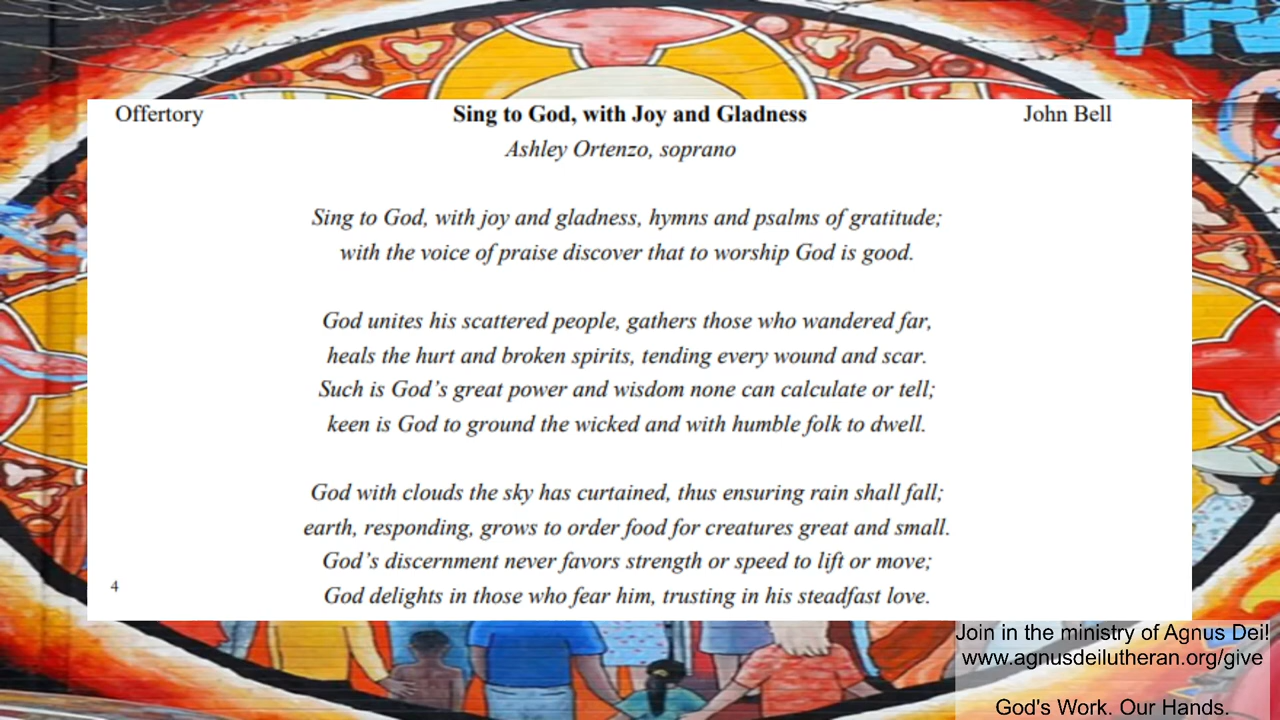 Offertory Sing to God, with Joy and Gladness John Bell
Ashley Ortenzo, soprano
Sing to God, with joy and gladness, hymns and psalms of gratitude;
with the voice of praise discover that to worship God is good.
God unites his scattered people, gathers those who wandered far,
heals the hurt and broken spirits, tending every wound and scar.
Such is God’s great power and wisdom none can calculate or tell;
keen is God to ground the wicked and with humble folk to dwell.
God with clouds the sky has curtained, thus ensuring rain shall fall;
earth, responding, grows to order food for creatures great and small.
God’s discernment never favors strength or speed to lift or move;
God delights in those who fear him, trusting in his steadfast love.
4
Join in the ministry of Agnus Dei!
www.agnusdeilutheran.org/give
God's Work. Our Hands.